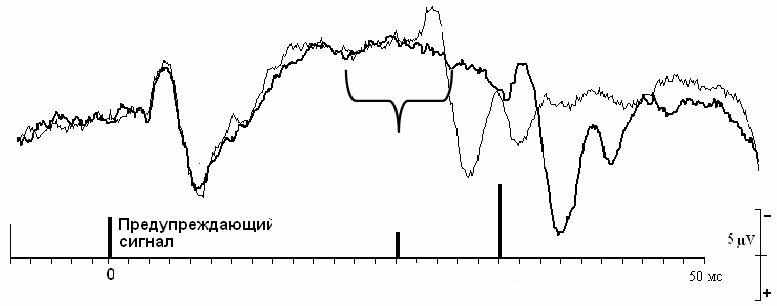 Предупреждающий
сигнал
5 μV
−
+
0
50 мс